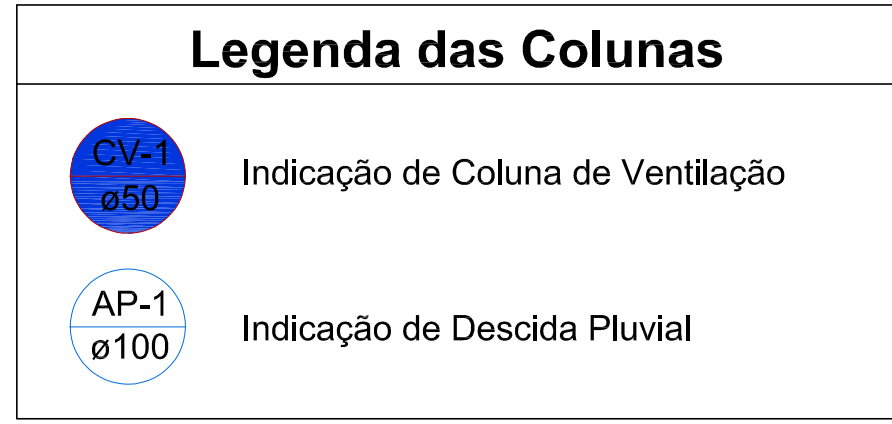 Legenda das Colunas
CV-1
ø50
Indicação de Coluna de Ventilação
AP-1
ø100
Indicação de Descida Pluvial